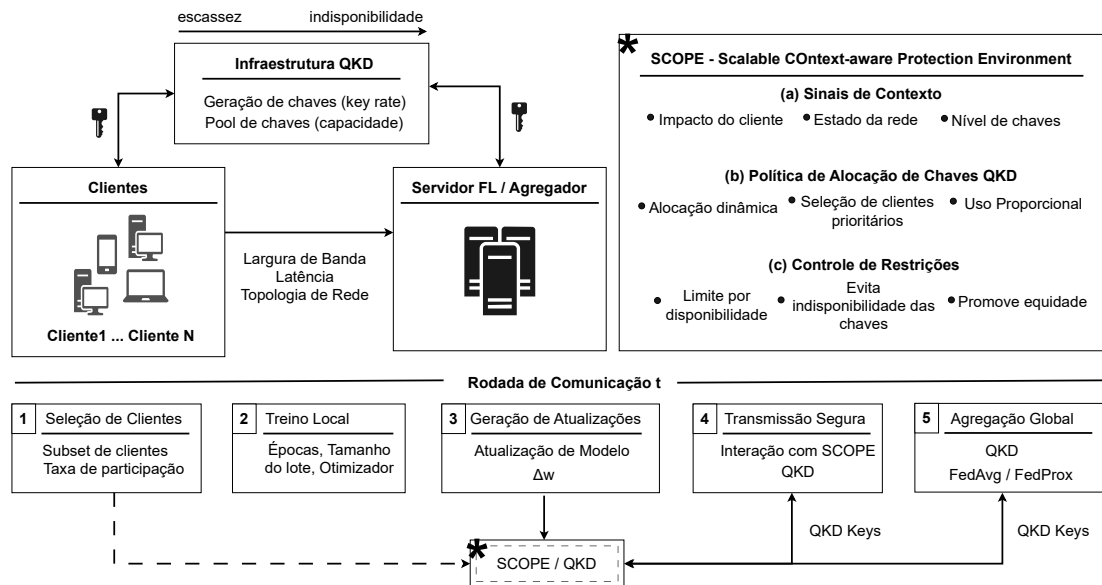 escassez indisponibilidade
Infraestrutura QKD
Geração de chaves (key rate)
Pool de chaves (capacidade)
Clientes
Cliente1 ... Cliente N
Largura de Banda
Latência
Topologia de Rede
Servidor FL / Agregador
* SCOPE - Scalable COntext-aware Protection Environment
(a) Sinais de Contexto
• Impacto do cliente • Estado da rede • Nível de chaves
(b) Política de Alocação de Chaves QKD
• Alocação dinâmica • Seleção de clientes
prioritários • Uso Proporcional
(c) Controle de Restrições
• Limite por
disponibilidade
• Evita
indisponibilidade das
chaves
• Promove equidade
Rodada de Comunicação t
1 Seleção de Clientes
Subset de clientes
Taxa de participação
2 Treino Local
Épocas, Tamanho
do lote, Otimizador
3 Geração de Atualizações
Atualização de Modelo
Δw
4 Transmissão Segura
Interação com SCOPE
QKD
5 Agregação Global
QKD
FedAvg / FedProx
QKD Keys QKD Keys
* SCOPE / QKD